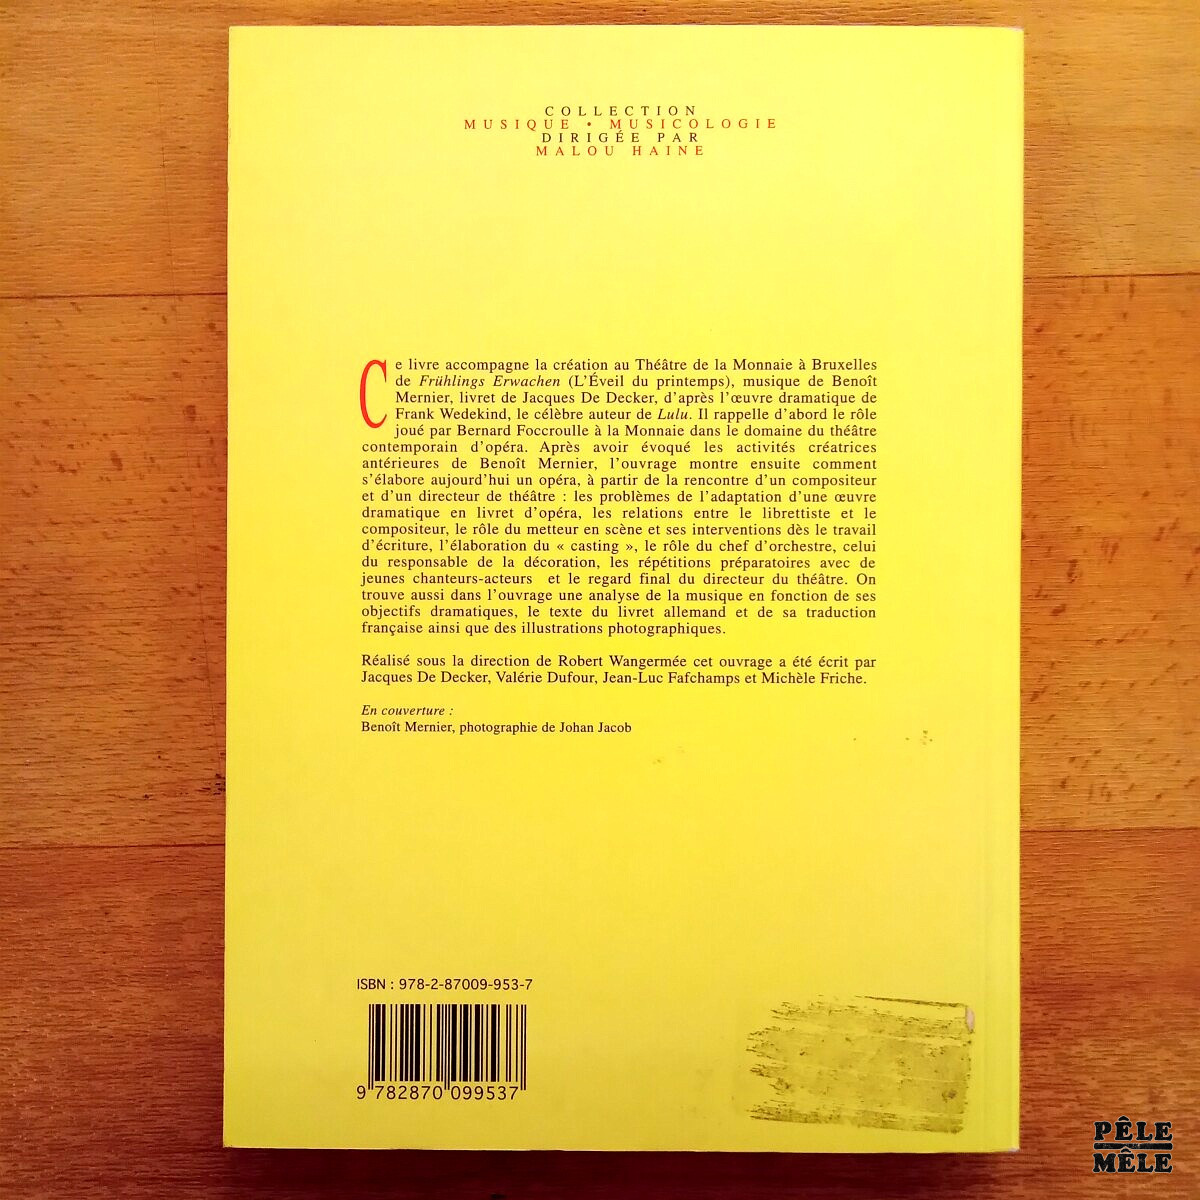 COLLECTION
MUSIQUE • MUSICOLOGIE
DIRIGÉE PAR
MALOU HAINE
Ce livre accompagne la création au Théâtre de la Monnaie à Bruxelles
de Frühlings Erwachen (L'Éveil du printemps), musique de Benoît
Mernier, livret de Jacques De Decker, d'après l'œuvre dramatique de
Frank Wedekind, le célèbre auteur de Lulu. Il rappelle d'abord le rôle
joué par Bernard Foccroulle à la Monnaie dans le domaine du théâtre
contemporain d'opéra. Après avoir évoqué les activités créatrices
antérieures de Benoît Mernier, l'ouvrage montre ensuite comment
s'élabore aujourd'hui un opéra, à partir de la rencontre d'un compositeur
et d'un directeur de théâtre : les problèmes de l'adaptation d'une œuvre
dramatique en livret d'opéra, les relations entre le librettiste et le
compositeur, le rôle du metteur en scène et ses interventions dès le travail
d'écriture, l'élaboration du « casting », le rôle du chef d'orchestre, celui
du responsable de la décoration, les répétitions préparatoires avec de
jeunes chanteurs-acteurs et le regard final du directeur du théâtre. On
trouve aussi dans l'ouvrage une analyse de la musique en fonction de ses
objectifs dramatiques, le texte du livret allemand et de sa traduction
française ainsi que des illustrations photographiques.
Réalisé sous la direction de Robert Wangermée cet ouvrage a été écrit par
Jacques De Decker, Valérie Dufour, Jean-Luc Fafchamps et Michèle Friche.
En couverture :
Benoît Mernier, photographie de Johan Jacob
ISBN : 978-2-87009-953-7
9 782870 099537
PÊLE
MÊLE